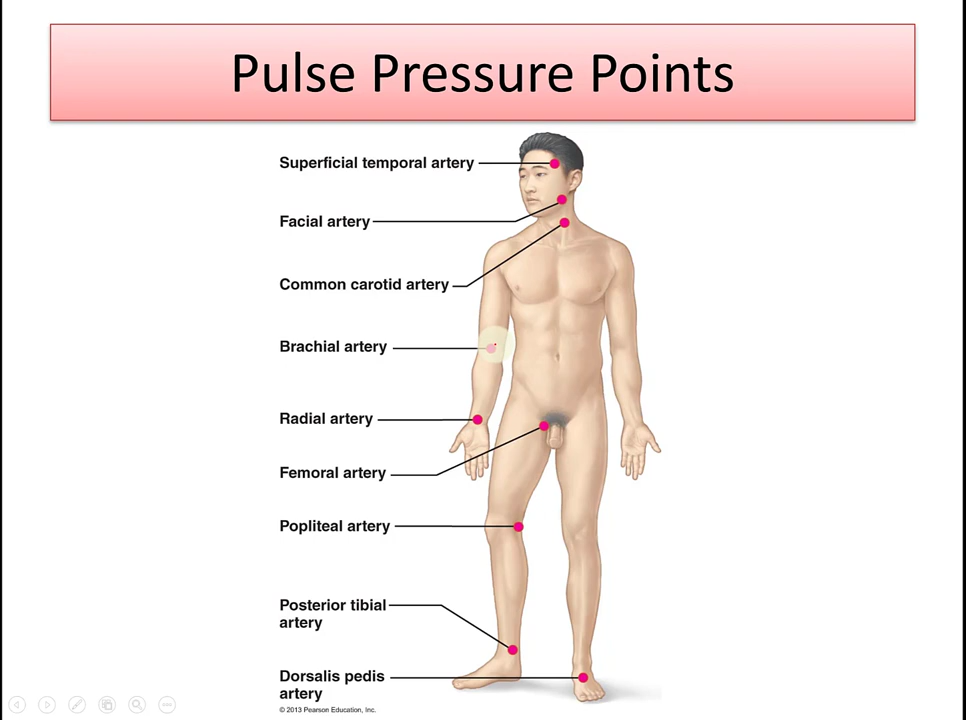 Pulse Pressure Points
Superficial temporal artery
Facial artery
Common carotid artery
Brachial artery
Radial artery
Femoral artery
Popliteal artery
Posterior tibial
artery
Dorsalis pedis
artery
© 2013 Pearson Education, Inc.